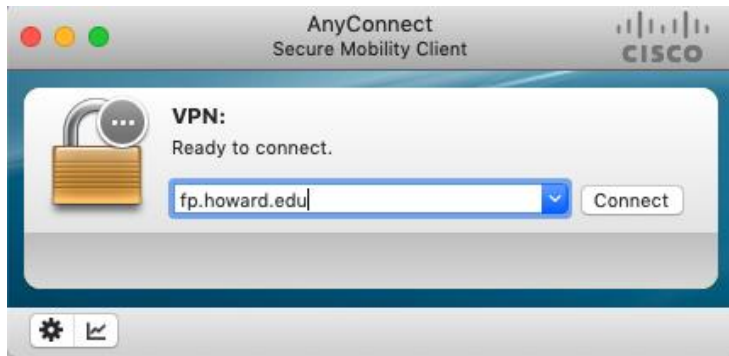 AnyConnect
Secure Mobility Client
CISCO
VPN:
Ready to connect.
fp.howard.edu
Connect